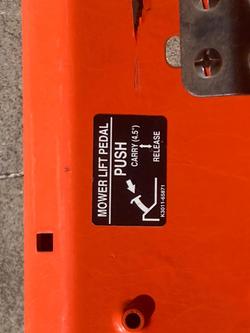 MOWER LIFT PEDAL
PUSH
CARRY (4.5")
RELEASE
K3011-65871